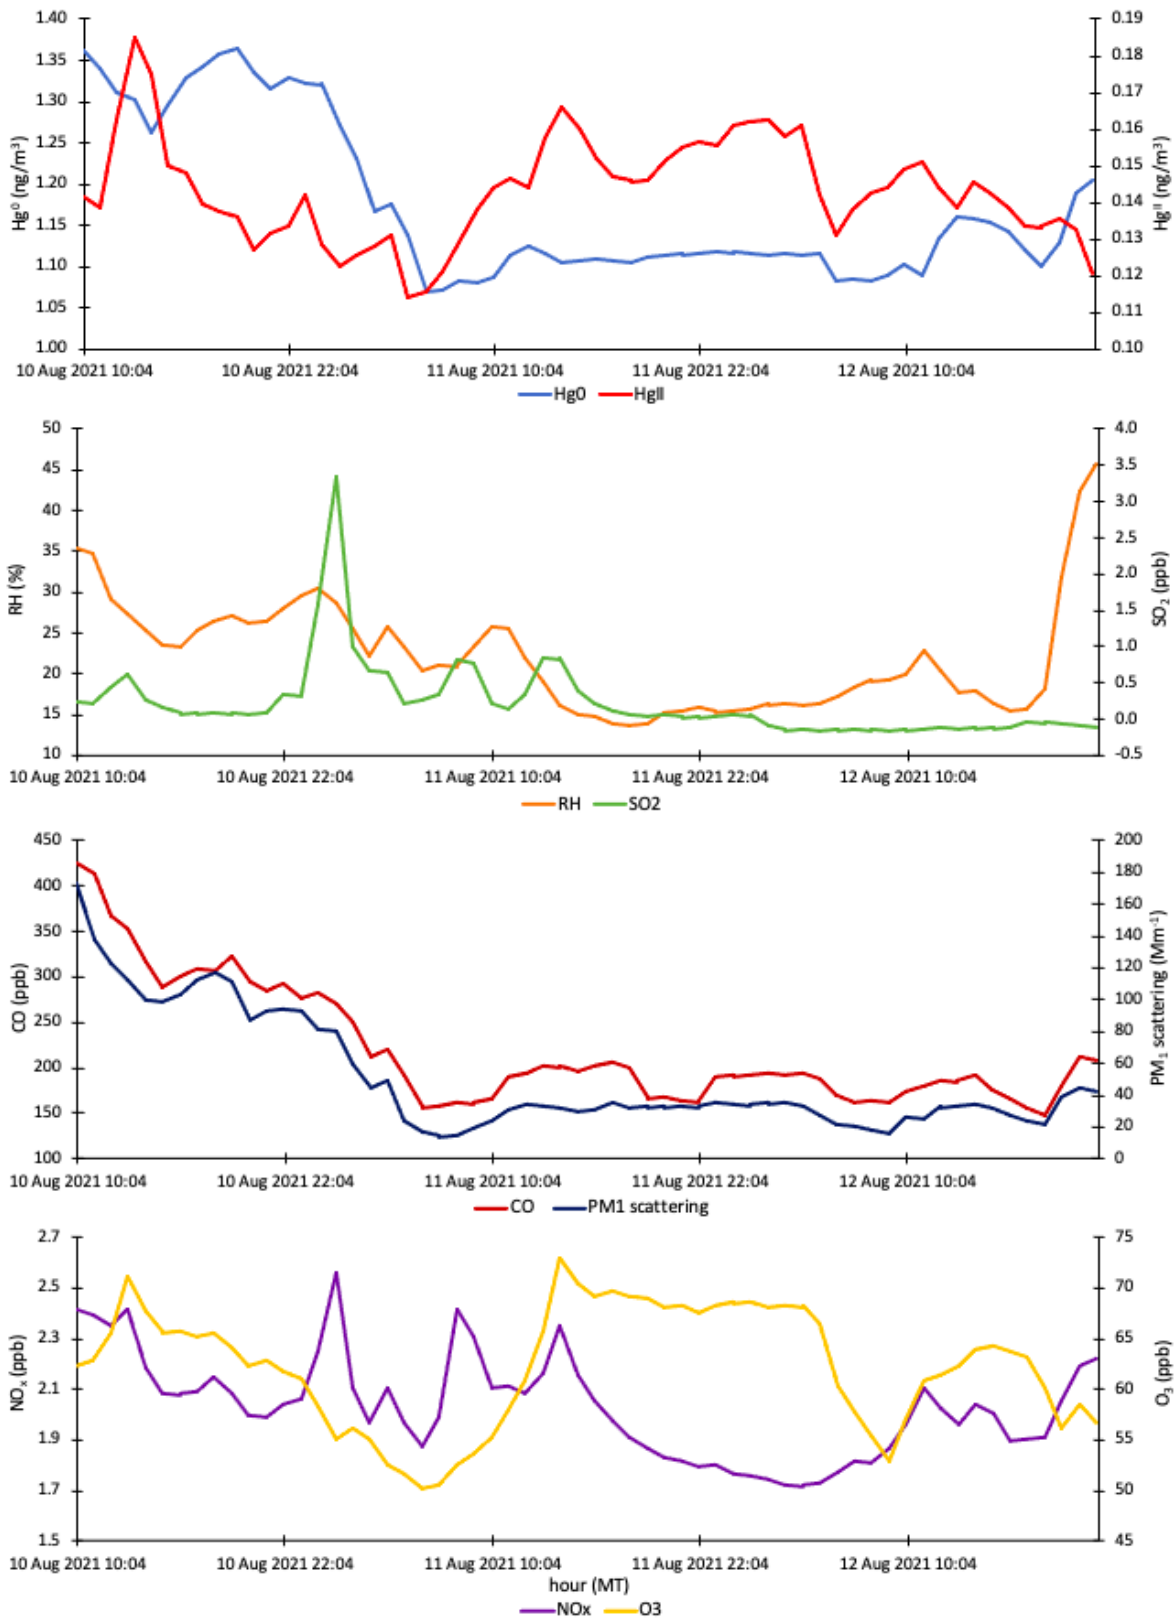 1.40 0.19
1.35 0.18
0.17
1.30 0.16
1.25 0.15
1.20 0.14
1.15 0.13
1.10 0.12
1.05 0.11
1.00 0.10
Hg⁰ (ng/m³)
Hgᴵᴵ (ng/m³)
10 Aug 2021 10:04 10 Aug 2021 22:04 11 Aug 2021 10:04 11 Aug 2021 22:04 12 Aug 2021 10:04
Hg0 HgII
50 4.0
45 3.5
40 3.0
35 2.5
2.0
30 1.5
25 1.0
20 0.5
15 0.0
10 -0.5
RH (%)
SO₂ (ppb)
10 Aug 2021 10:04 10 Aug 2021 22:04 11 Aug 2021 10:04 11 Aug 2021 22:04 12 Aug 2021 10:04
RH SO2
450 200
400 180
160
350 140
300 120
100
250 80
200 60
40
150 20
100 0
CO (ppb)
PM₁ scattering (Mm⁻¹)
10 Aug 2021 10:04 10 Aug 2021 22:04 11 Aug 2021 10:04 11 Aug 2021 22:04 12 Aug 2021 10:04
CO PM1 scattering
2.7 75
2.5 70
2.3 65
2.1 60
1.9 55
1.7 50
1.5 45
NOₓ (ppb)
O₃ (ppb)
10 Aug 2021 10:04 10 Aug 2021 22:04 11 Aug 2021 10:04 11 Aug 2021 22:04 12 Aug 2021 10:04
hour (MT)
NOx O3